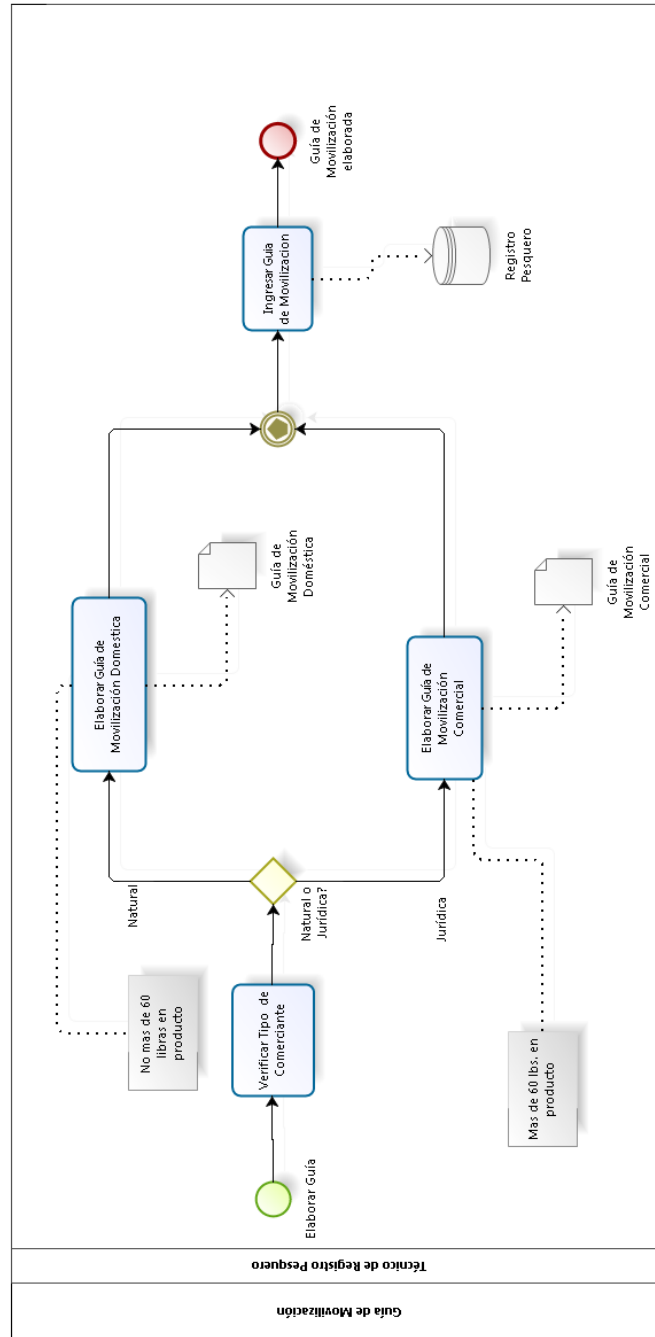 Guía de Movilización
Técnico de Registro Pesquero
Elaborar Guía
Verificar Tipo de
Comerciante
No mas de 60
libras en
producto
Mas de 60 lbs. en
producto
Natural o
Jurídica?
Natural
Jurídica
Elaborar Guía de
Movilización Domestica
Guía de
Movilización
Doméstica
Elaborar Guía de
Movilización
Comercial
Guía de
Movilización
Comercial
Ingresar Guia
de Movilizacion
Registro
Pesquero
Guía de
Movilización
elaborada